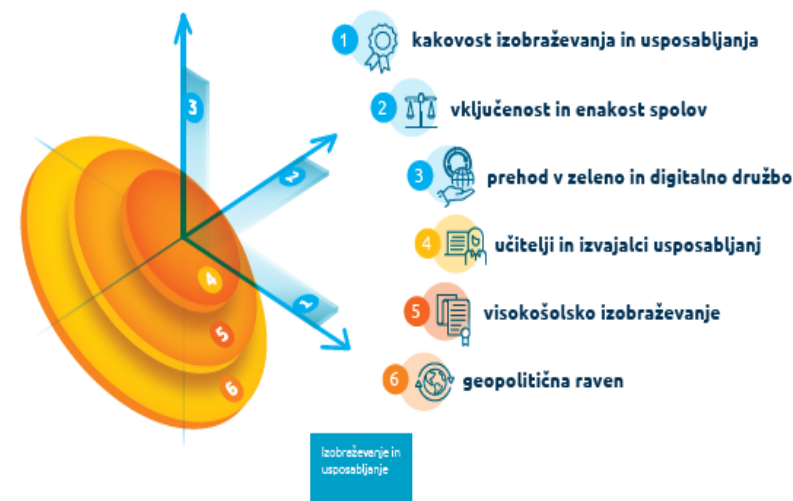 1 kakovost izobraževanja in usposabljanja
2 vključenost in enakost spolov
3 prehod v zeleno in digitalno družbo
4 učitelji in izvajalci usposabljanj
5 visokošolsko izobraževanje
6 geopolitična raven
3
2
1
4
5
6
Izobraževanje in
usposabljanje